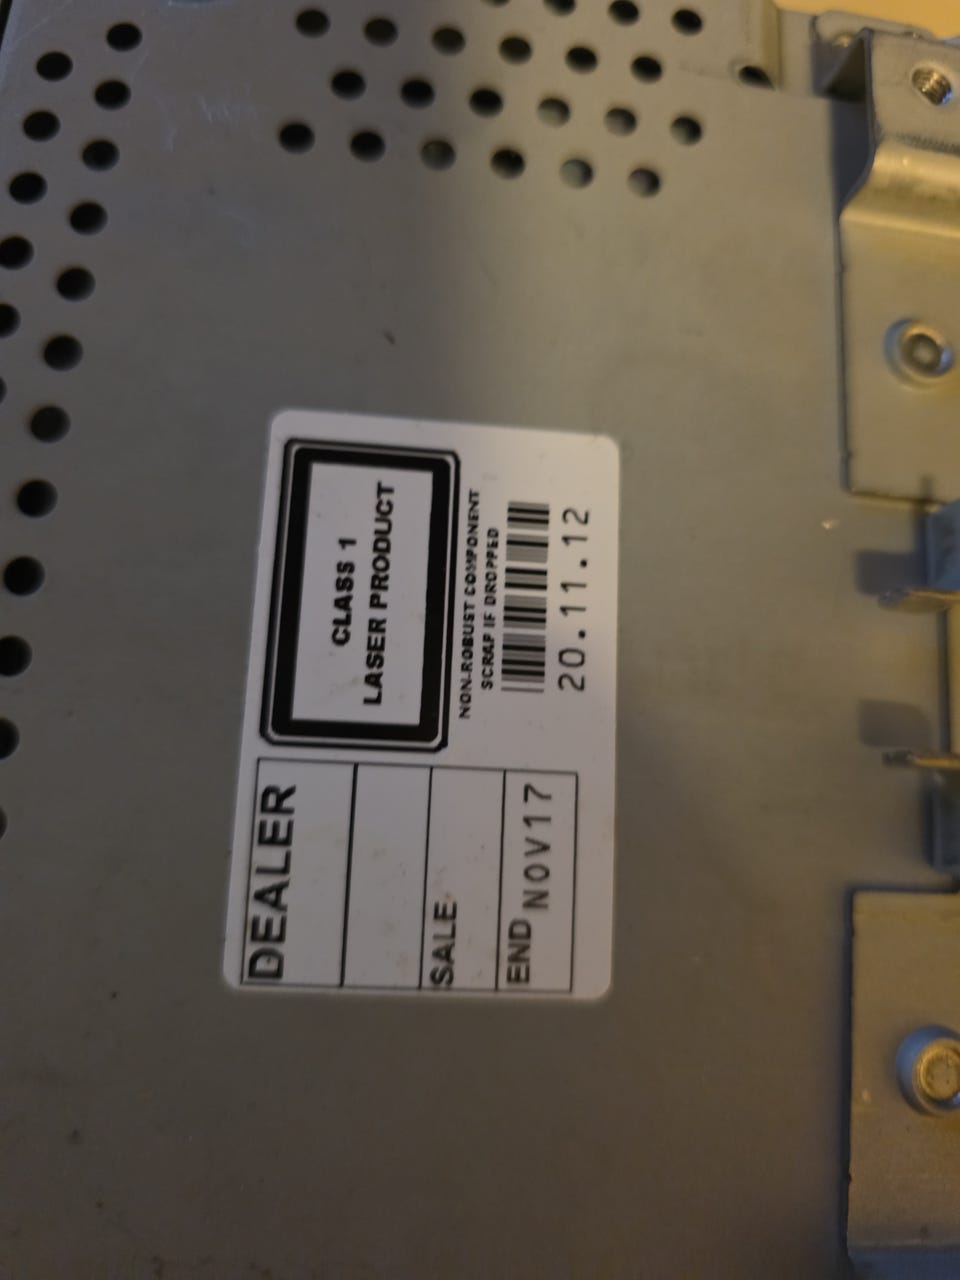 CLASS 1
LASER PRODUCT
NON-ROBUST COMPONENT
SCRAP IF DROPPED
20.11.12
DEALER
SALE
END NOV17